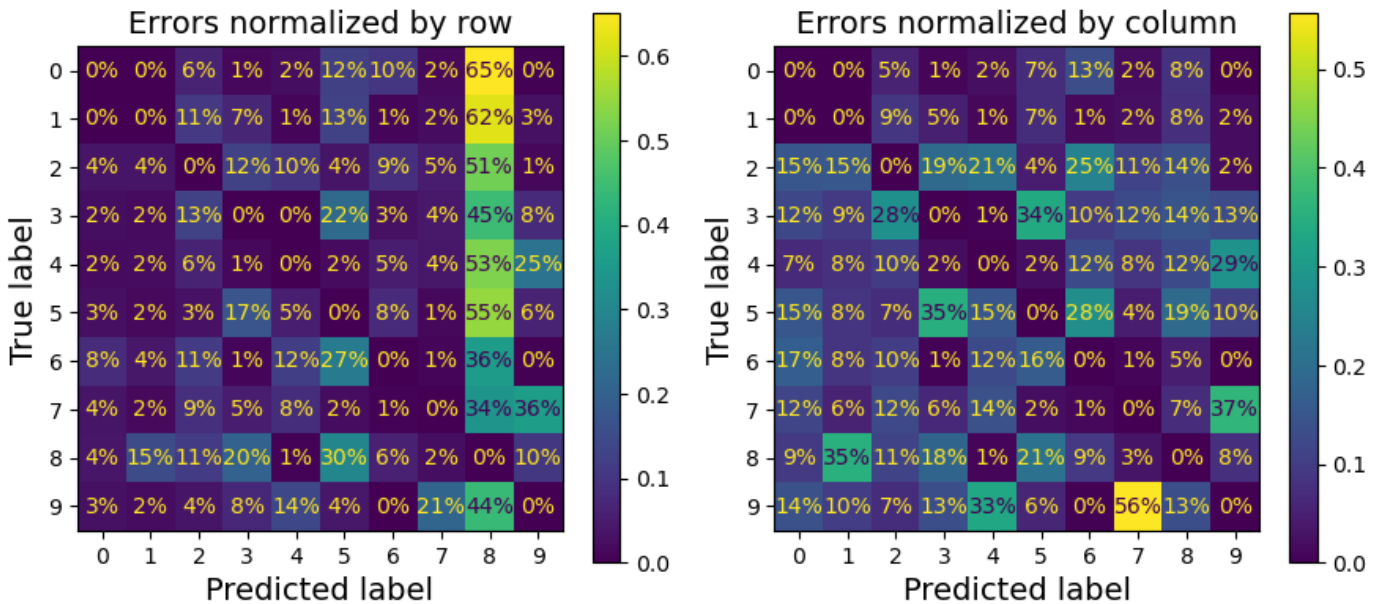 Errors normalized by row
0 0% 0% 6% 1% 2% 12% 10% 2% 65% 0%
1 0% 0% 11% 7% 1% 13% 1% 2% 62% 3%
2 4% 4% 0% 12% 10% 4% 9% 5% 51% 1%
3 2% 2% 13% 0% 0% 22% 3% 4% 45% 8%
4 2% 2% 6% 1% 0% 2% 5% 4% 53% 25%
5 3% 2% 3% 17% 5% 0% 8% 1% 55% 6%
6 8% 4% 11% 1% 12% 27% 0% 1% 36% 0%
7 4% 2% 9% 5% 8% 2% 1% 0% 34% 36%
8 4% 15% 11% 20% 1% 30% 6% 2% 0% 10%
9 3% 2% 4% 8% 14% 4% 0% 21% 44% 0%
0 1 2 3 4 5 6 7 8 9
Predicted label
True label
0.6
0.5
0.4
0.3
0.2
0.1
0.0
Errors normalized by column
0 0% 0% 5% 1% 2% 7% 13% 2% 8% 0%
1 0% 0% 9% 5% 1% 7% 1% 2% 8% 2%
2 15% 15% 0% 19% 21% 4% 25% 11% 14% 2%
3 12% 9% 28% 0% 1% 34% 10% 12% 14% 13%
4 7% 8% 10% 2% 0% 2% 12% 8% 12% 29%
5 15% 8% 7% 35% 15% 0% 28% 4% 19% 10%
6 17% 8% 10% 1% 12% 16% 0% 1% 5% 0%
7 12% 6% 12% 6% 14% 2% 1% 0% 7% 37%
8 9% 35% 11% 18% 1% 21% 9% 3% 0% 8%
9 14% 10% 7% 13% 33% 6% 0% 56% 13% 0%
0 1 2 3 4 5 6 7 8 9
Predicted label
True label
0.5
0.4
0.3
0.2
0.1
0.0